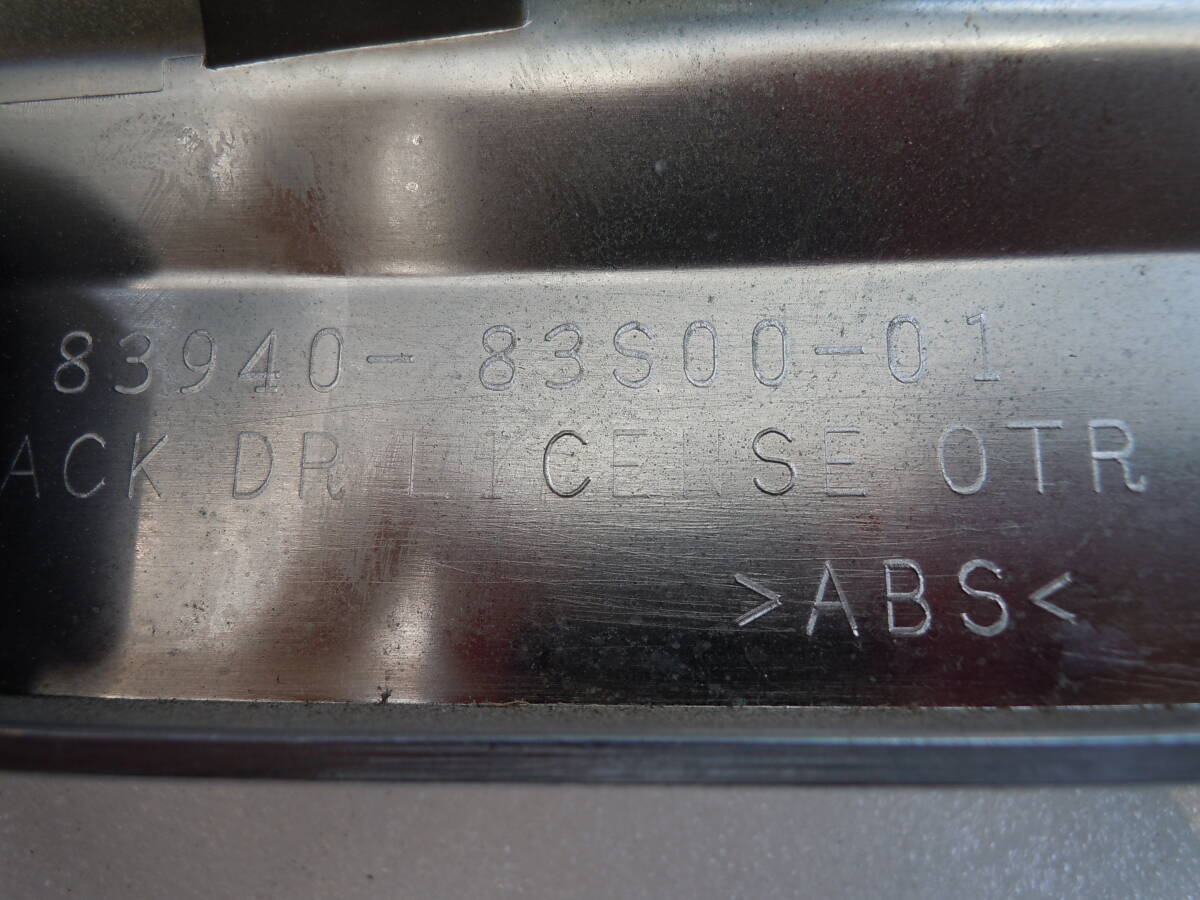 83940-83S00-01
ACK DR LICENSE OTR
>ABS<